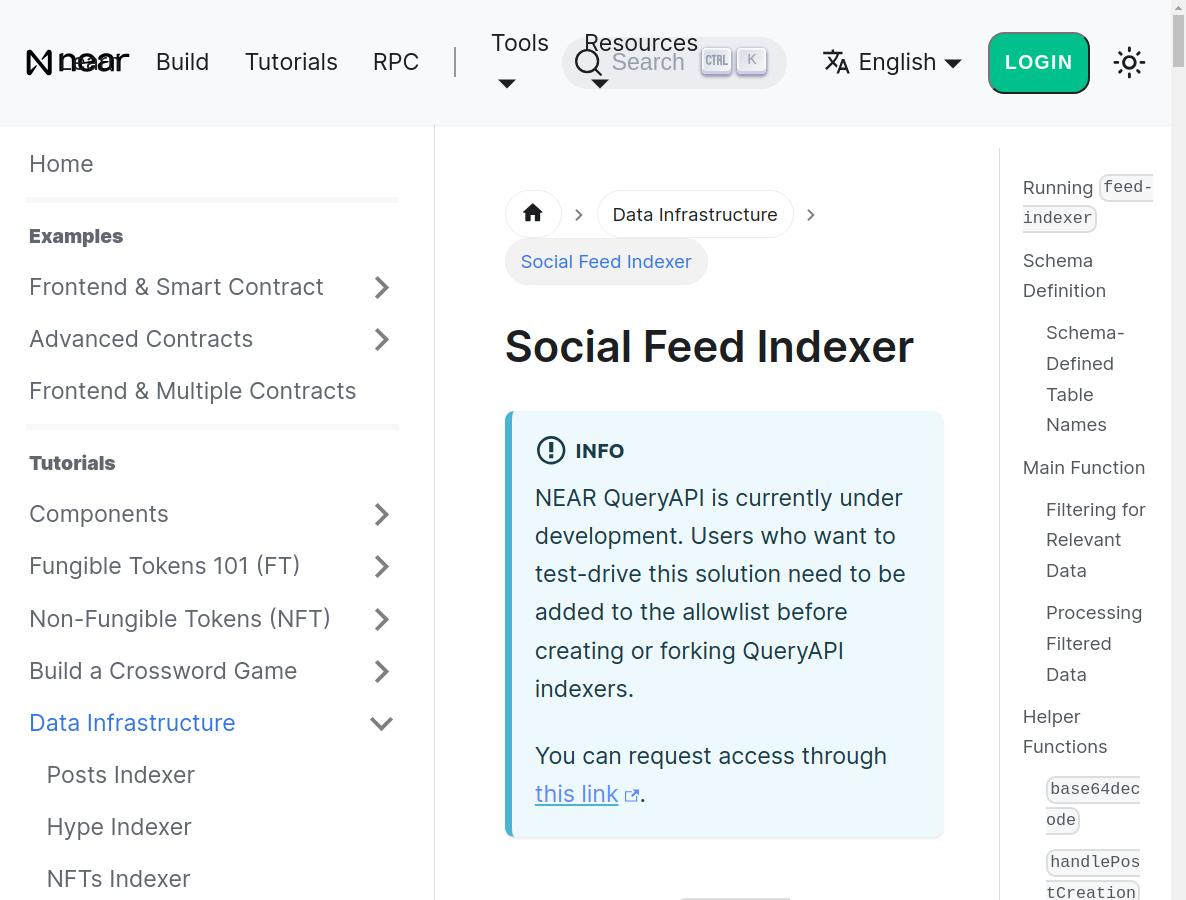 near
Learn
Build
Tutorials
RPC
Tools
Resources
Search
CTRL
K
English
LOGIN
Home
Examples
Frontend & Smart Contract
Advanced Contracts
Frontend & Multiple Contracts
Tutorials
Components
Fungible Tokens 101 (FT)
Non-Fungible Tokens (NFT)
Build a Crossword Game
Data Infrastructure
Posts Indexer
Hype Indexer
NFTs Indexer
Data Infrastructure
Social Feed Indexer
Social Feed Indexer
INFO
NEAR QueryAPI is currently under
development. Users who want to
test-drive this solution need to be
added to the allowlist before
creating or forking QueryAPI
indexers.
You can request access through
this link.
Running feed-
indexer
Schema
Definition
Schema-
Defined
Table
Names
Main Function
Filtering for
Relevant
Data
Processing
Filtered
Data
Helper
Functions
base64dec
ode
handlePos
tCreation